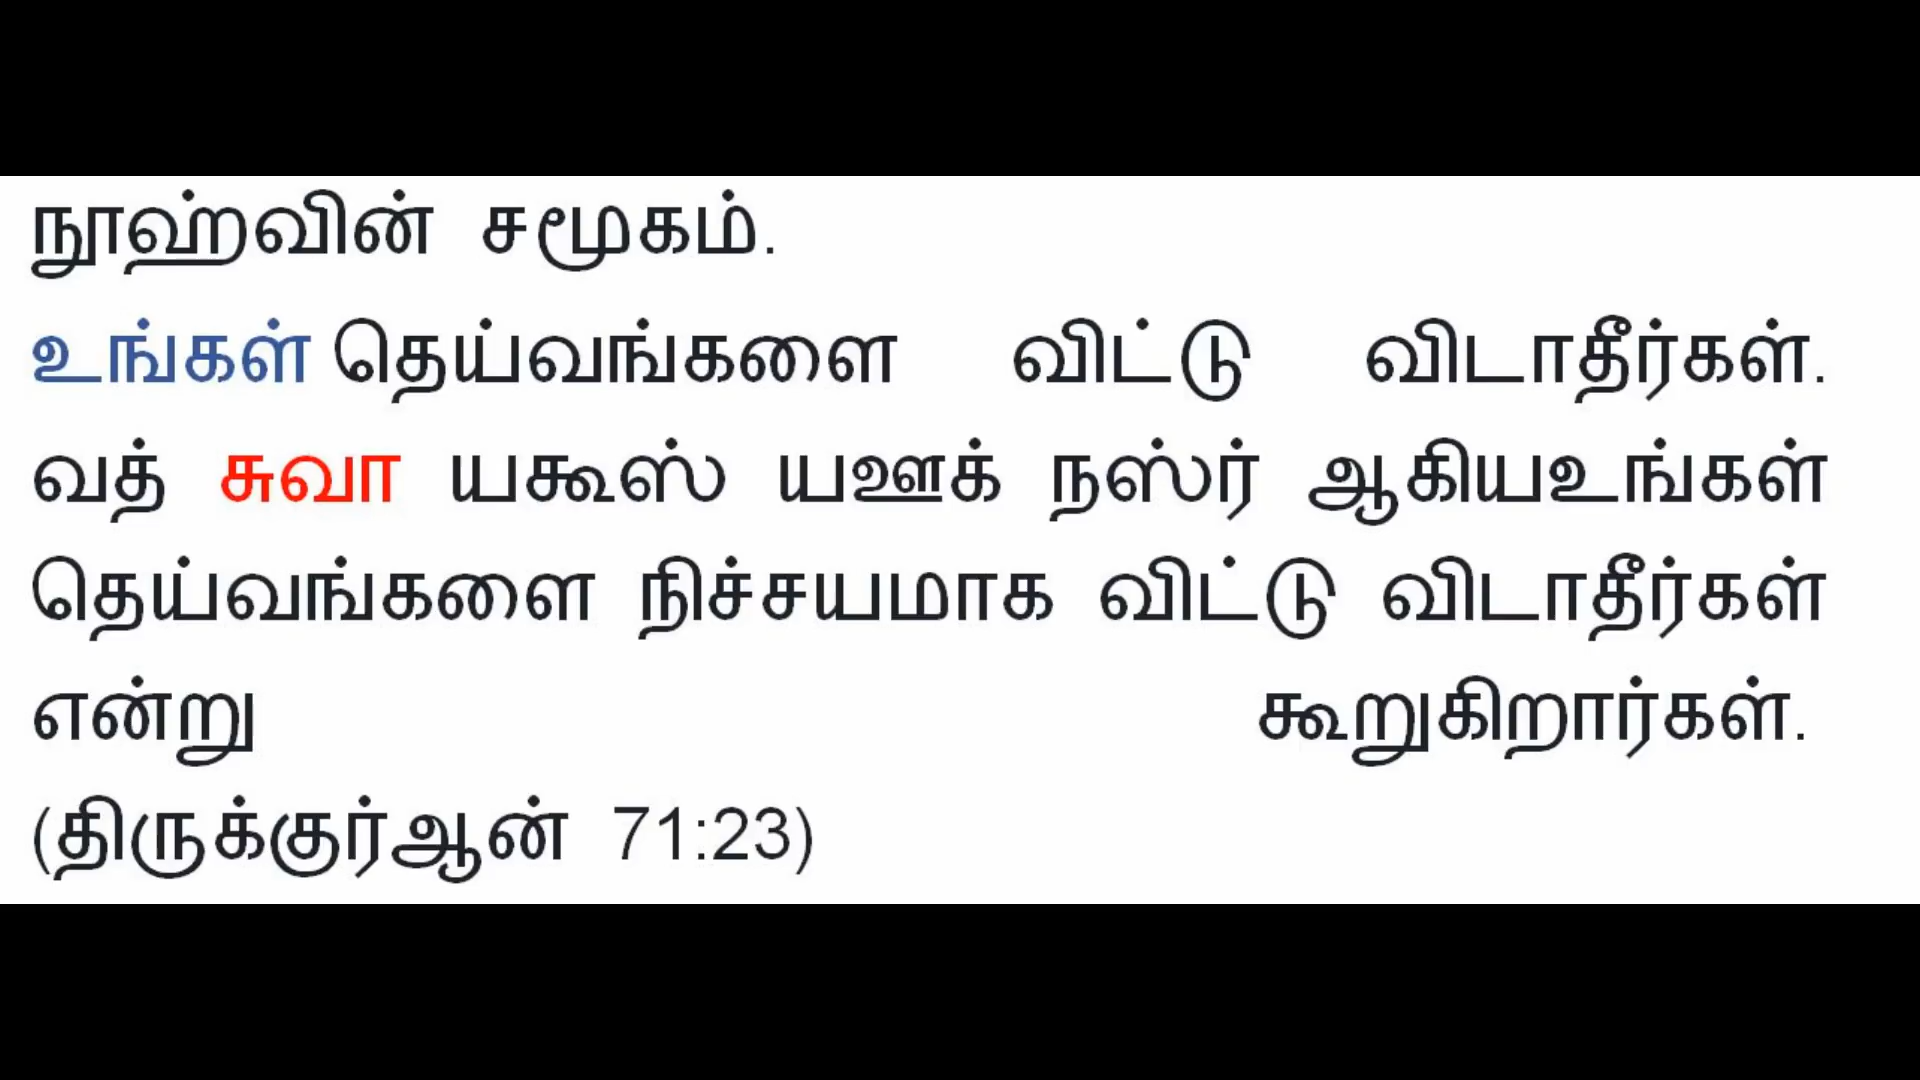 நூஹ்வின் சமூகம்.
உங்கள் தெய்வங்களை விட்டு விடாதீர்கள்.
வத் சுவா யகூஸ் யஊக் நஸ்ர் ஆகியஉங்கள்
தெய்வங்களை நிச்சயமாக விட்டு விடாதீர்கள்
என்று கூறுகிறார்கள்.
(திருக்குர்ஆன் 71:23)